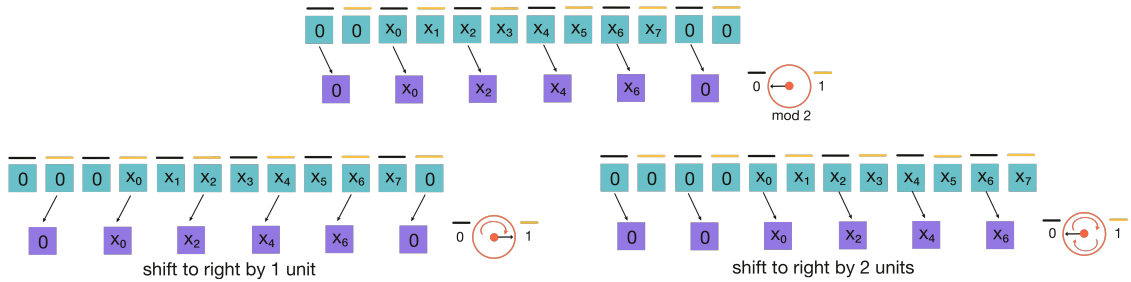 0 0 x₀ x₁ x₂ x₃ x₄ x₅ x₆ x₇ 0 0
0 x₀ x₂ x₄ x₆ 0
0 1
mod 2
0 0 0 x₀ x₁ x₂ x₃ x₄ x₅ x₆ x₇ 0
0 x₀ x₂ x₄ x₆ 0
0 1
shift to right by 1 unit
0 0 0 0 x₀ x₁ x₂ x₃ x₄ x₅ x₆ x₇
0 0 x₀ x₂ x₄ x₆
0 1
shift to right by 2 units